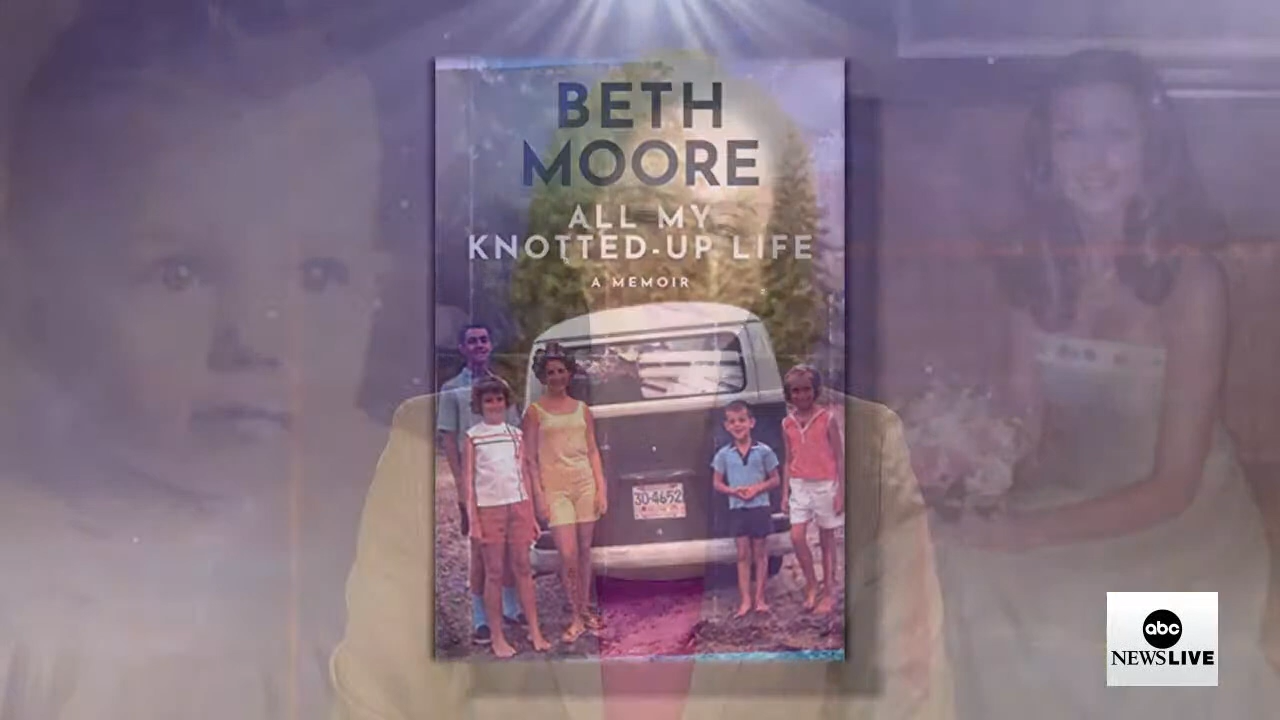 BETH
MOORE
ALL MY
KNOTTED-UP LIFE
A MEMOIR
30-4652
abc
NEWS LIVE